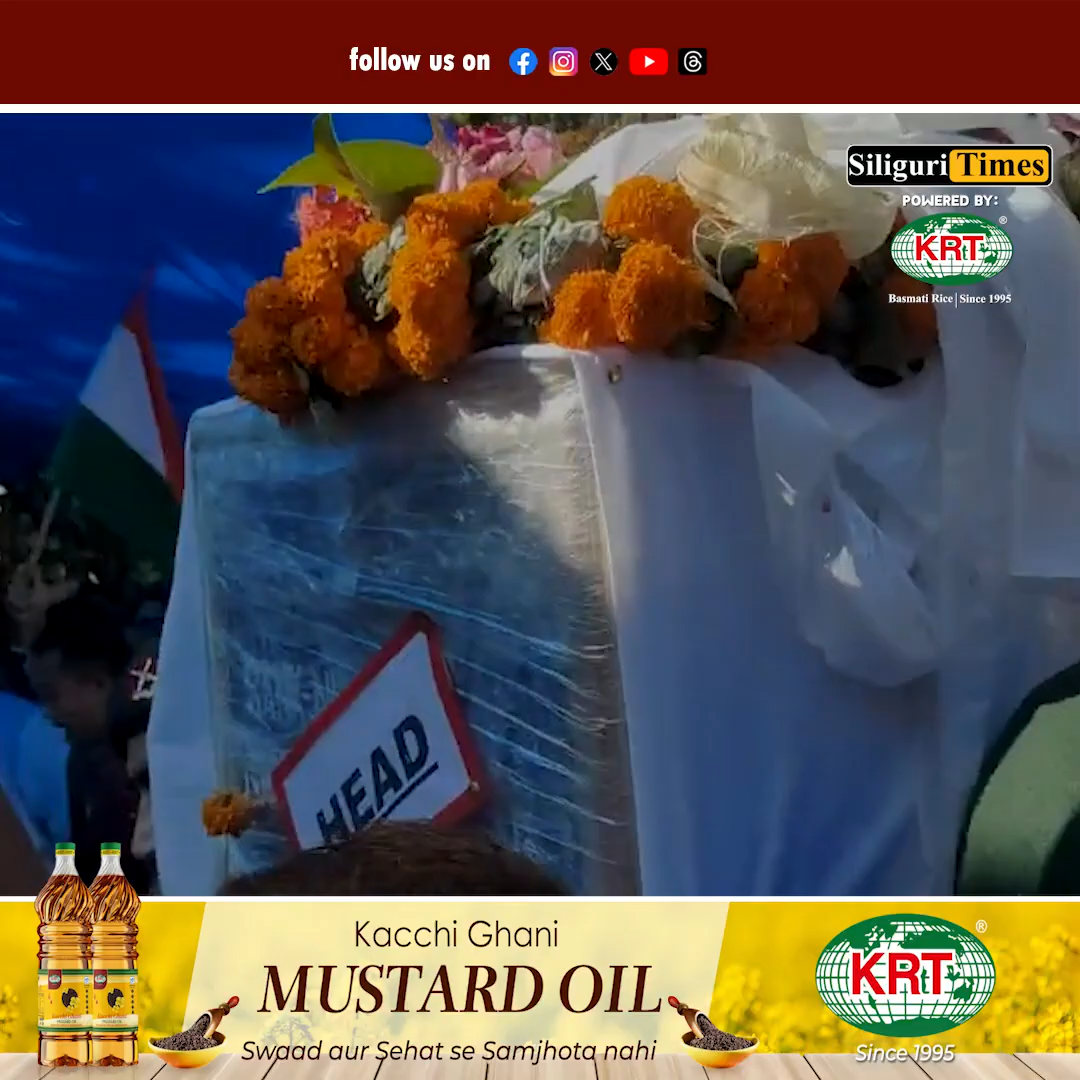 follow us on
Siliguri Times
POWERED BY:
KRT
®
Basmati Rice | Since 1995
HEAD
Kacchi Ghani
MUSTARD OIL
Swaad aur Sehat se Samjhota nahi
KRT
®
Since 1995